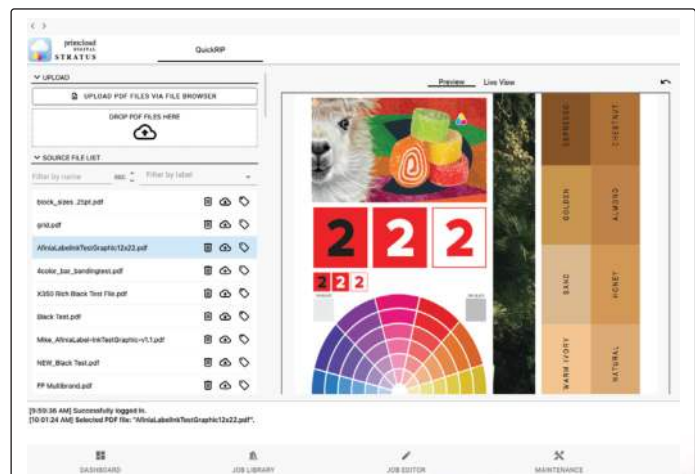 printcloud
DIGITAL
STRATUS
QuickRIP
UPLOAD
UPLOAD PDF FILES VIA FILE BROWSER
DROP PDF FILES HERE
SOURCE FILE LIST
Filter by name
Filter by label
block_sizes .25pt.pdf
grid.pdf
AfiniaLabelInkTestGraphic12x22.pdf
4color_bar_bandingtest.pdf
X350 Rich Black Test File.pdf
Black Test.pdf
Mike_AfiniaLabel-InkTestGraphic-v1.1.pdf
NEW_Black Test.pdf
PP Multibrand.pdf
Preview Live View
2 2 2
2 2 2
ESPRESSO CHESTNUT
GOLDEN ALMOND
SAND HONEY
WARM IVORY NATURAL
[9:59:36 AM] Successfully logged in.
[10:01:24 AM] Selected PDF file: "AfiniaLabelInkTestGraphic12x22.pdf".
DASHBOARD JOB LIBRARY JOB EDITOR MAINTENANCE